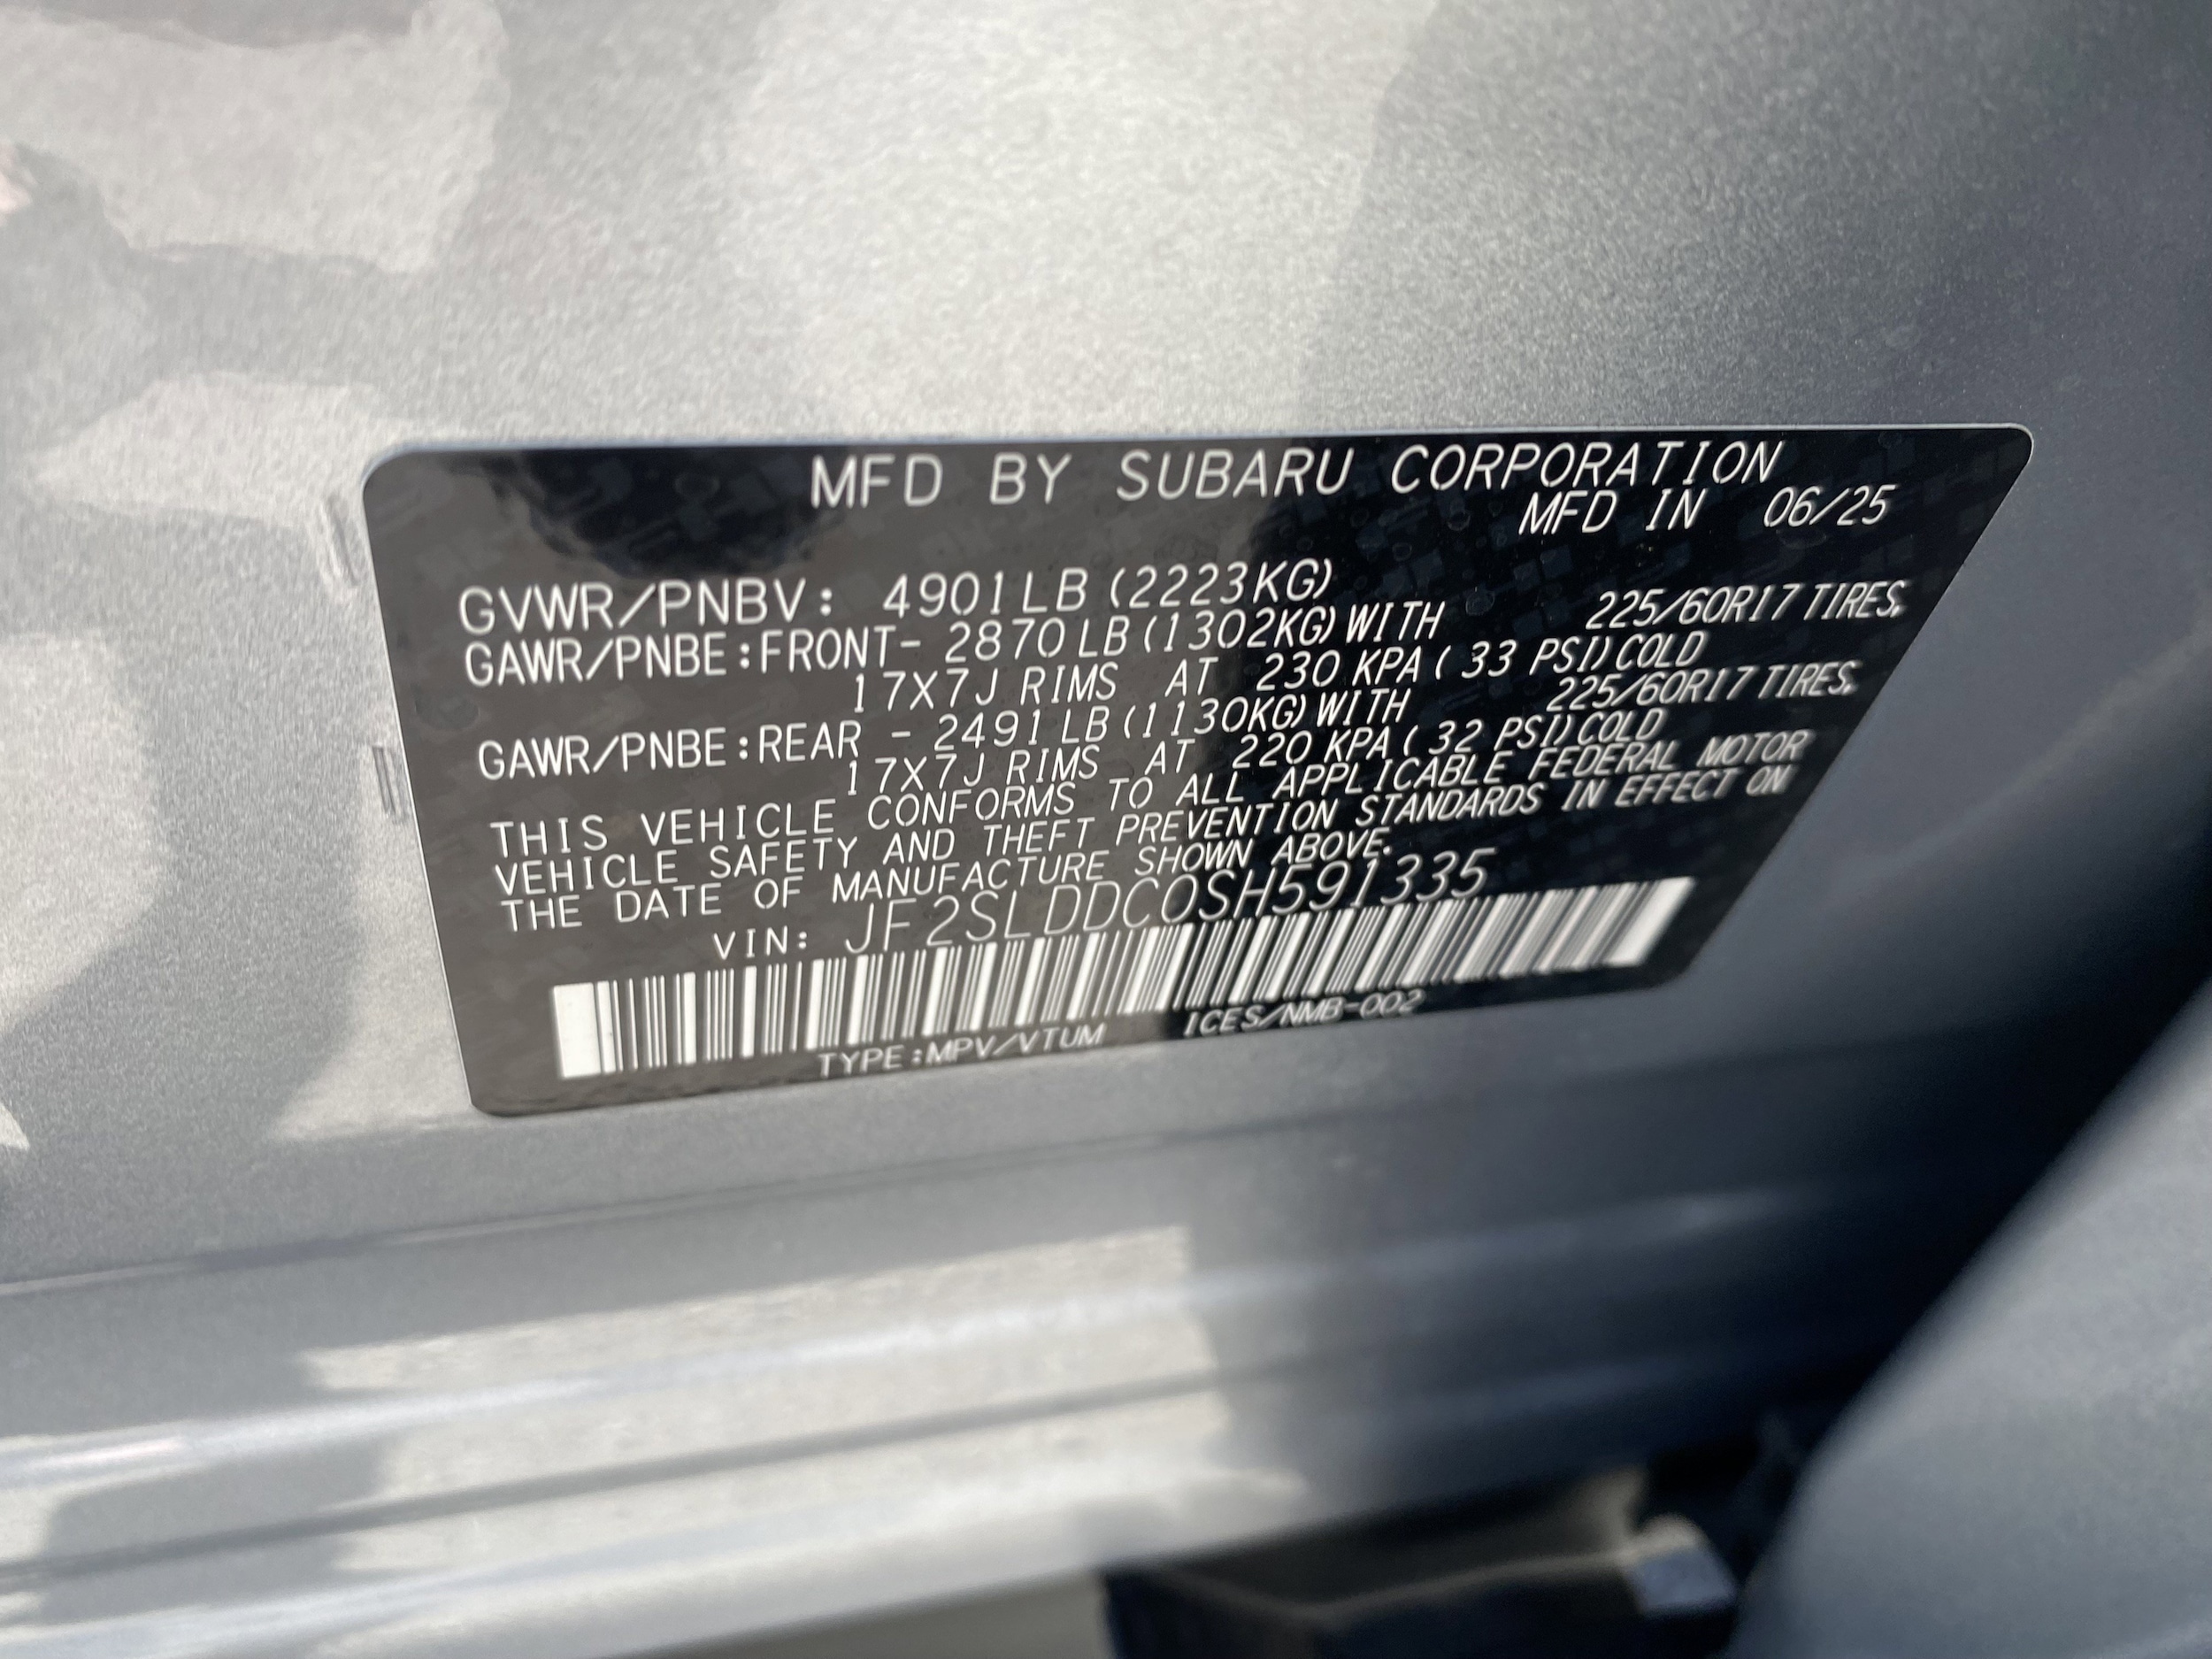 MFD BY SUBARU CORPORATION
MFD IN 06/25
GVWR/PNBV: 4901LB (2223KG)
GAWR/PNBE:FRONT- 2870LB(1302KG)WITH 225/60R17 TIRES,
17X7J RIMS AT 230 KPA( 33 PSI)COLD
GAWR/PNBE:REAR - 2491LB(1130KG)WITH 225/60R17 TIRES,
17X7J RIMS AT 220 KPA( 32 PSI)COLD
THIS VEHICLE CONFORMS TO ALL APPLICABLE FEDERAL MOTOR
VEHICLE SAFETY AND THEFT PREVENTION STANDARDS IN EFFECT ON
THE DATE OF MANUFACTURE SHOWN ABOVE.
VIN: JF2SLDDC0SH591335
TYPE:MPV/VTUM ICES/NMB-002